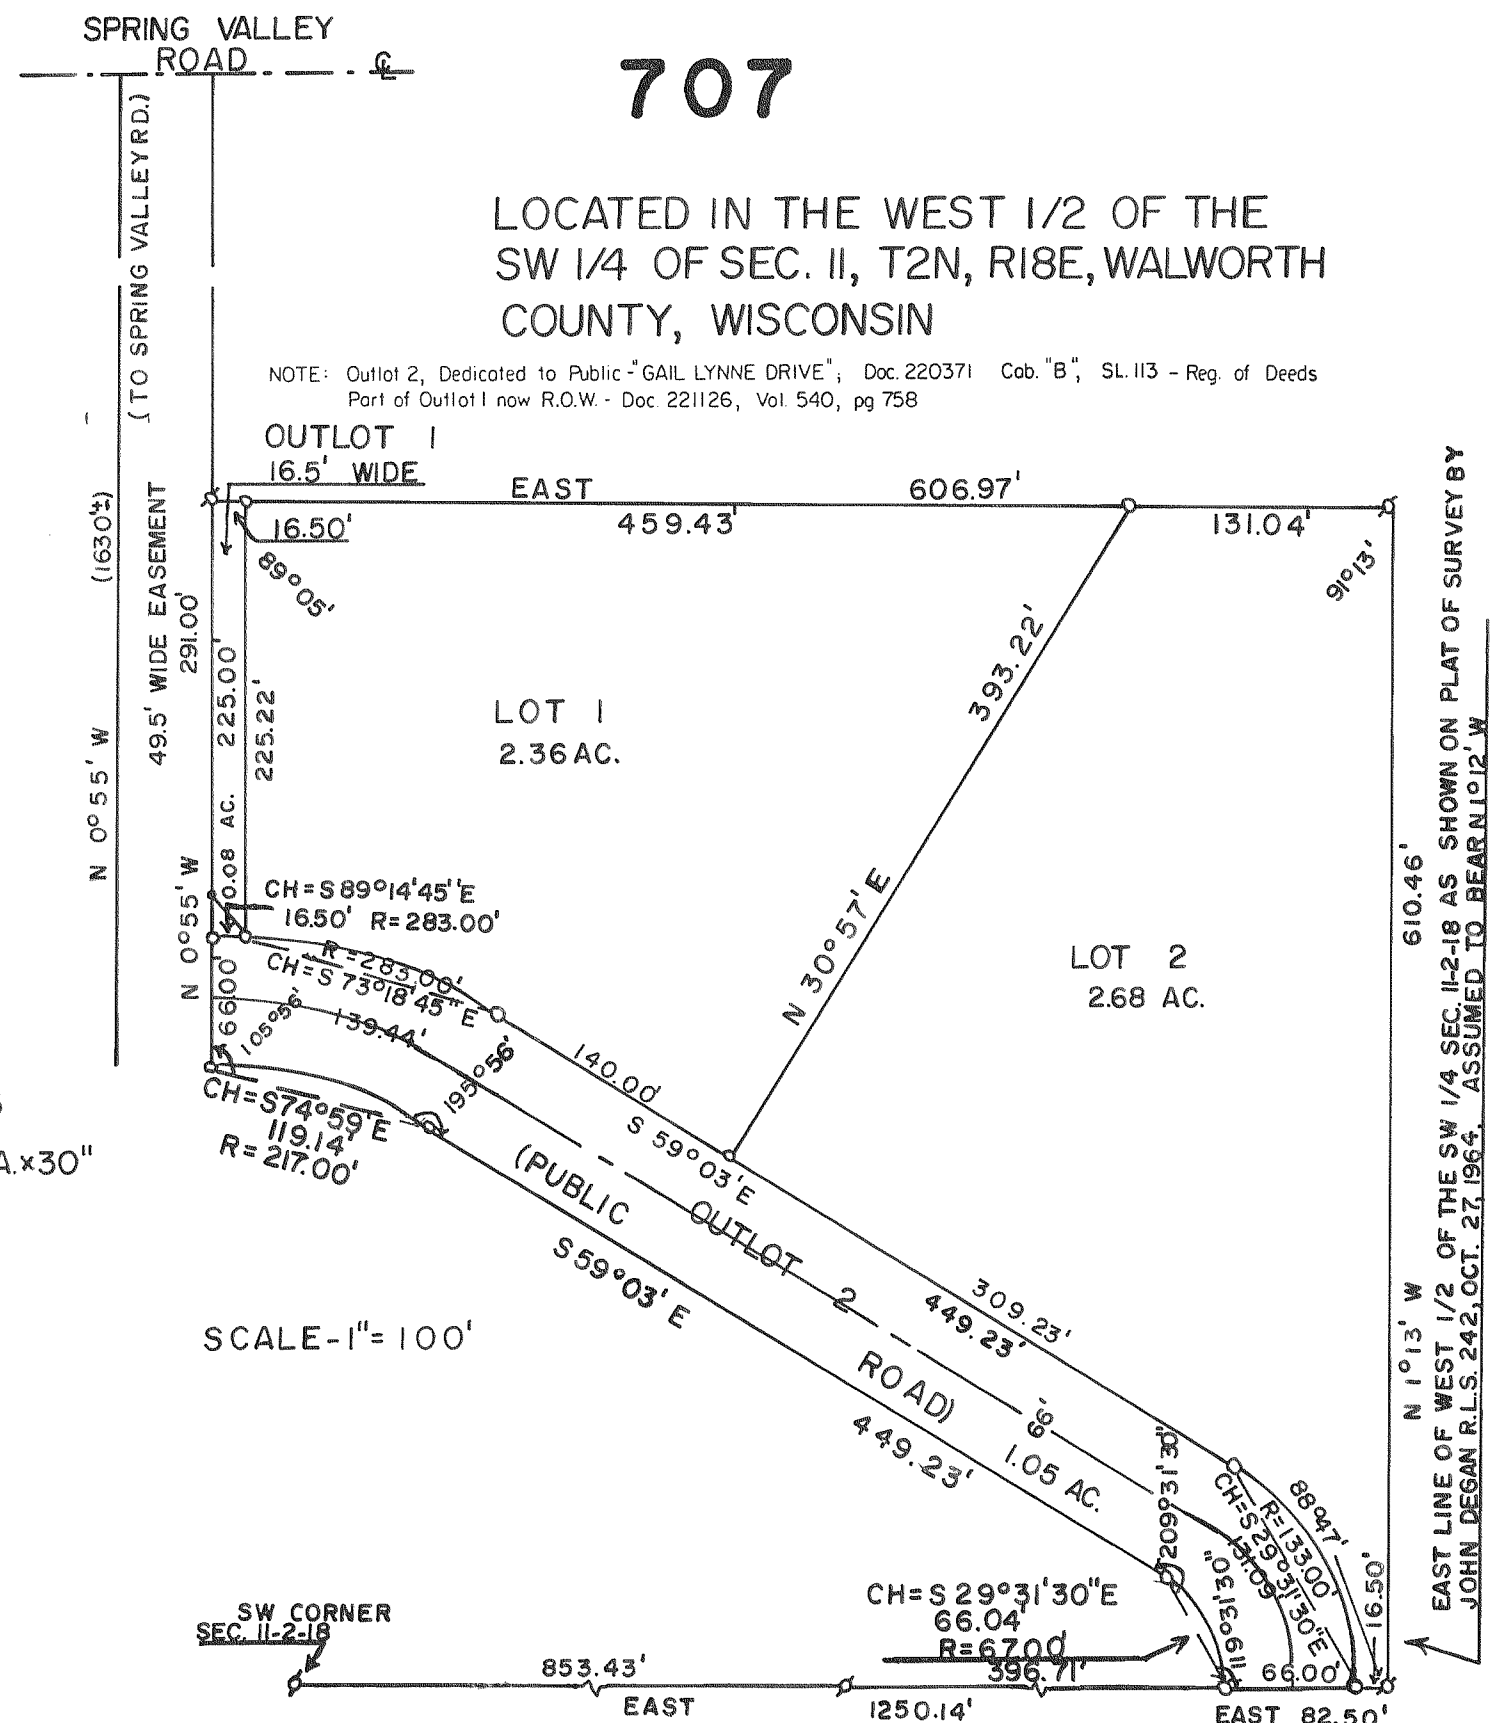 SPRING VALLEY
ROAD
℄
707
LOCATED IN THE WEST 1/2 OF THE
SW 1/4 OF SEC. 11, T2N, R18E, WALWORTH
COUNTY, WISCONSIN
NOTE: Outlot 2, Dedicated to Public - "GAIL LYNNE DRIVE"; Doc. 220371 Cab. "B", SL. 113 - Reg. of Deeds
Part of Outlot 1 now R.O.W. - Doc. 221126, Vol. 540, pg 758
(TO SPRING VALLEY RD.)
(1630'±)
N 0°55' W
49.5' WIDE EASEMENT
OUTLOT 1
16.5' WIDE
EAST 606.97'
16.50'
459.43'
131.04'
89°05'
91°13'
291.00'
225.00'
225.22'
0.08 AC.
N 0°55' W
LOT 1
2.36 AC.
393.22'
N 30°57' E
LOT 2
2.68 AC.
610.46'
N 1°13' W
EAST LINE OF WEST 1/2 OF THE SW 1/4 SEC. 11-2-18 AS SHOWN ON PLAT OF SURVEY BY
JOHN DEGAN R.L.S. 242, OCT. 27, 1964, ASSUMED TO BEAR N 1°12' W
CH=S 89°14'45"E
16.50' R=283.00'
R=283.00'
CH=S 73°18'45"E
139.44'
66.00'
105°56'
195°56'
CH=S74°59'E
119.14'
R=217.00'
A.x30"
140.00'
S 59°03'E
(PUBLIC
OUTLOT 2
ROAD)
1.05 AC.
66'
S 59°03' E
449.23'
309.23'
449.23'
SCALE-1"=100'
209°31'30"
119°31'30"
88°47'
R=133.00'
CH=S29°31'30"E
131.09'
16.50'
CH=S 29°31'30"E
66.04'
R=67.00'
SW CORNER
SEC. 11-2-18
853.43'
396.71'
66.00'
EAST
1250.14'
EAST 82.50'